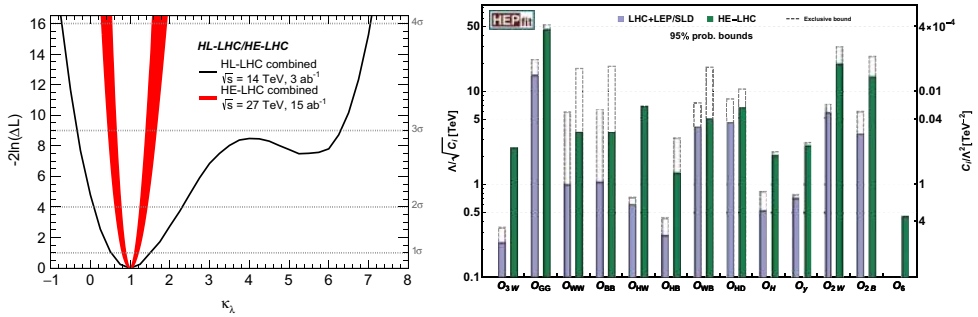 HL-LHC/HE-LHC
HL-LHC combined
√s = 14 TeV, 3 ab⁻¹
HE-LHC combined
√s = 27 TeV, 15 ab⁻¹
-2ln(ΔL)
16
14
12
10
8
6
4
2
0
4σ
3σ
2σ
1σ
−1 0 1 2 3 4 5 6 7 8
κλ
HEPfit
LHC+LEP/SLD HE−LHC Exclusive bound
95% prob. bounds
Λ/√Cᵢ [TeV]
50
10
5
1
0.5
0.1
4×10⁻⁴
0.01
0.04
1
4
Cᵢ/Λ² [TeV⁻²]
O3W OGG OWW OBB OHW OHB OWB OHD OH Oy O2W O2B O6